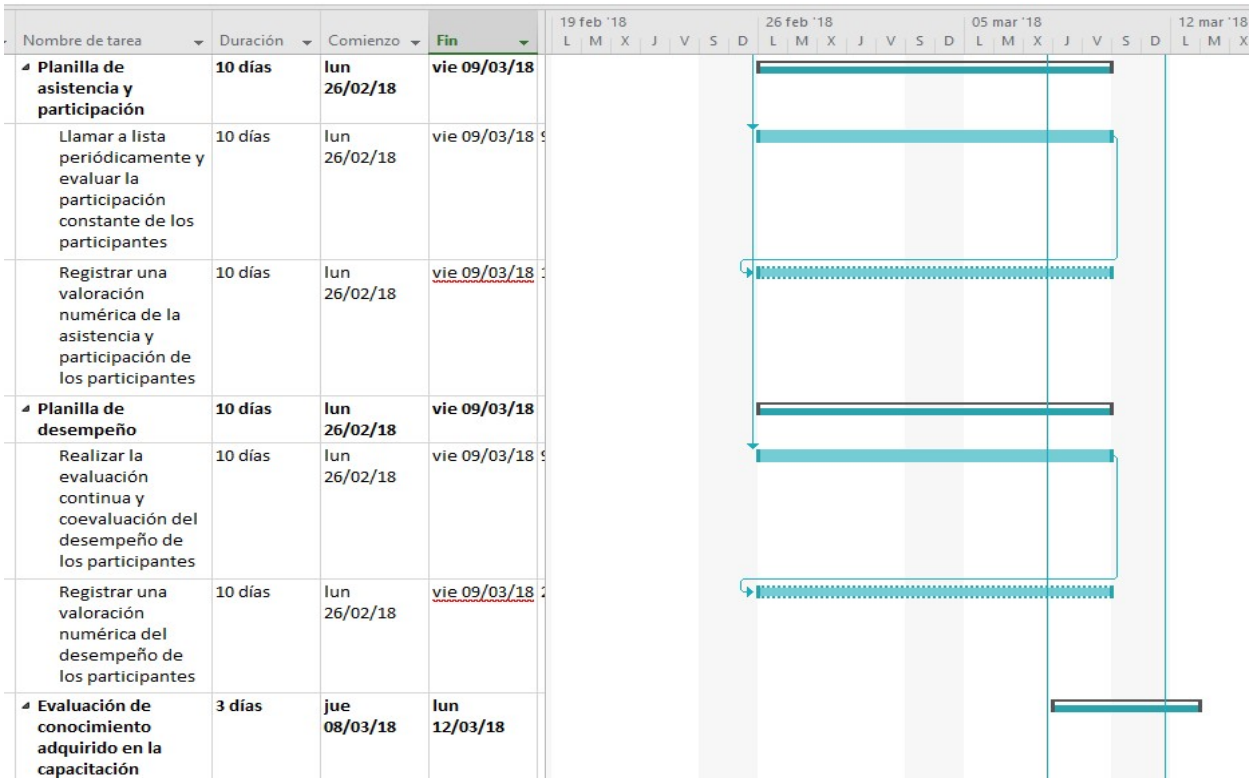 19 feb '18 26 feb '18 05 mar '18 12 mar '18
Nombre de tarea Duración Comienzo Fin L M X J V S D L M X J V S D L M X J V S D L M X
Planilla de 10 días lun vie 09/03/18
asistencia y 26/02/18
participación
Llamar a lista 10 días lun vie 09/03/18
periódicamente y 26/02/18
evaluar la
participación
constante de los
participantes
Registrar una 10 días lun vie 09/03/18
valoración 26/02/18
numérica de la
asistencia y
participación de
los participantes
Planilla de 10 días lun vie 09/03/18
desempeño 26/02/18
Realizar la 10 días lun vie 09/03/18
evaluación 26/02/18
continua y
coevaluación del
desempeño de
los participantes
Registrar una 10 días lun vie 09/03/18
valoración 26/02/18
numérica del
desempeño de
los participantes
Evaluación de 3 días jue lun
conocimiento 08/03/18 12/03/18
adquirido en la
capacitación